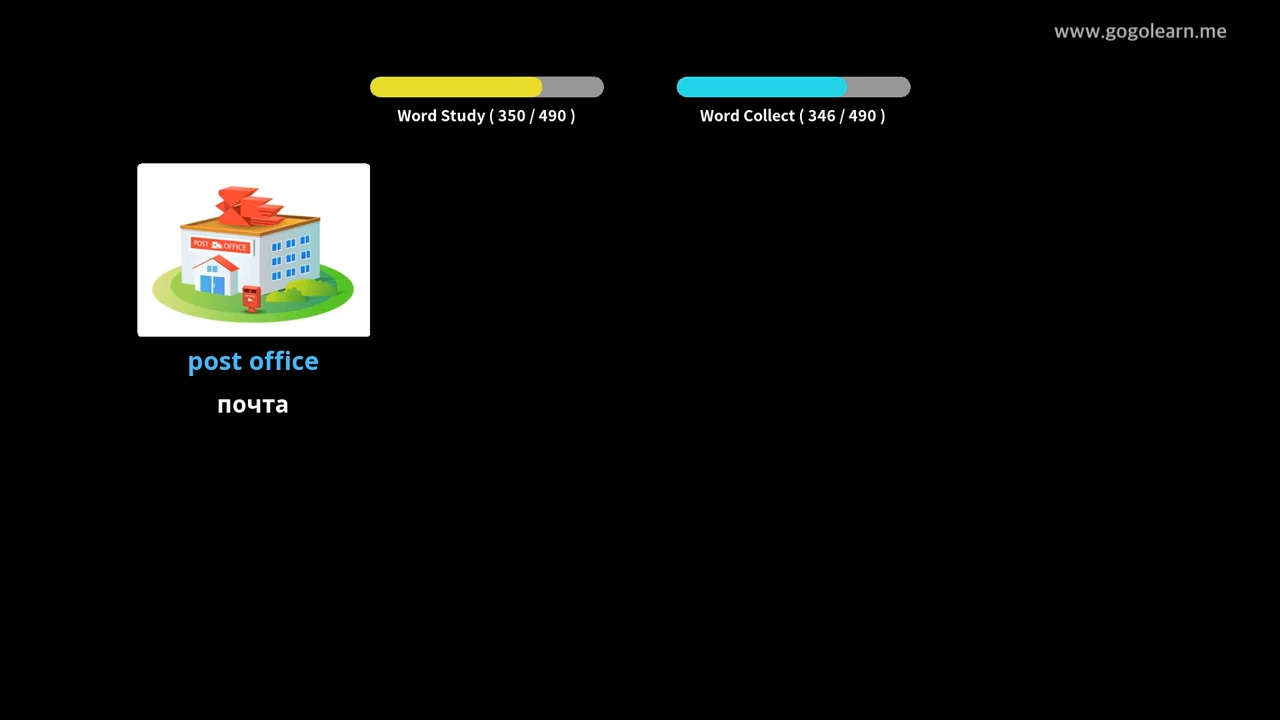 www.gogolearn.me
Word Study ( 350 / 490 )
Word Collect ( 346 / 490 )
POST OFFICE
post office
почта